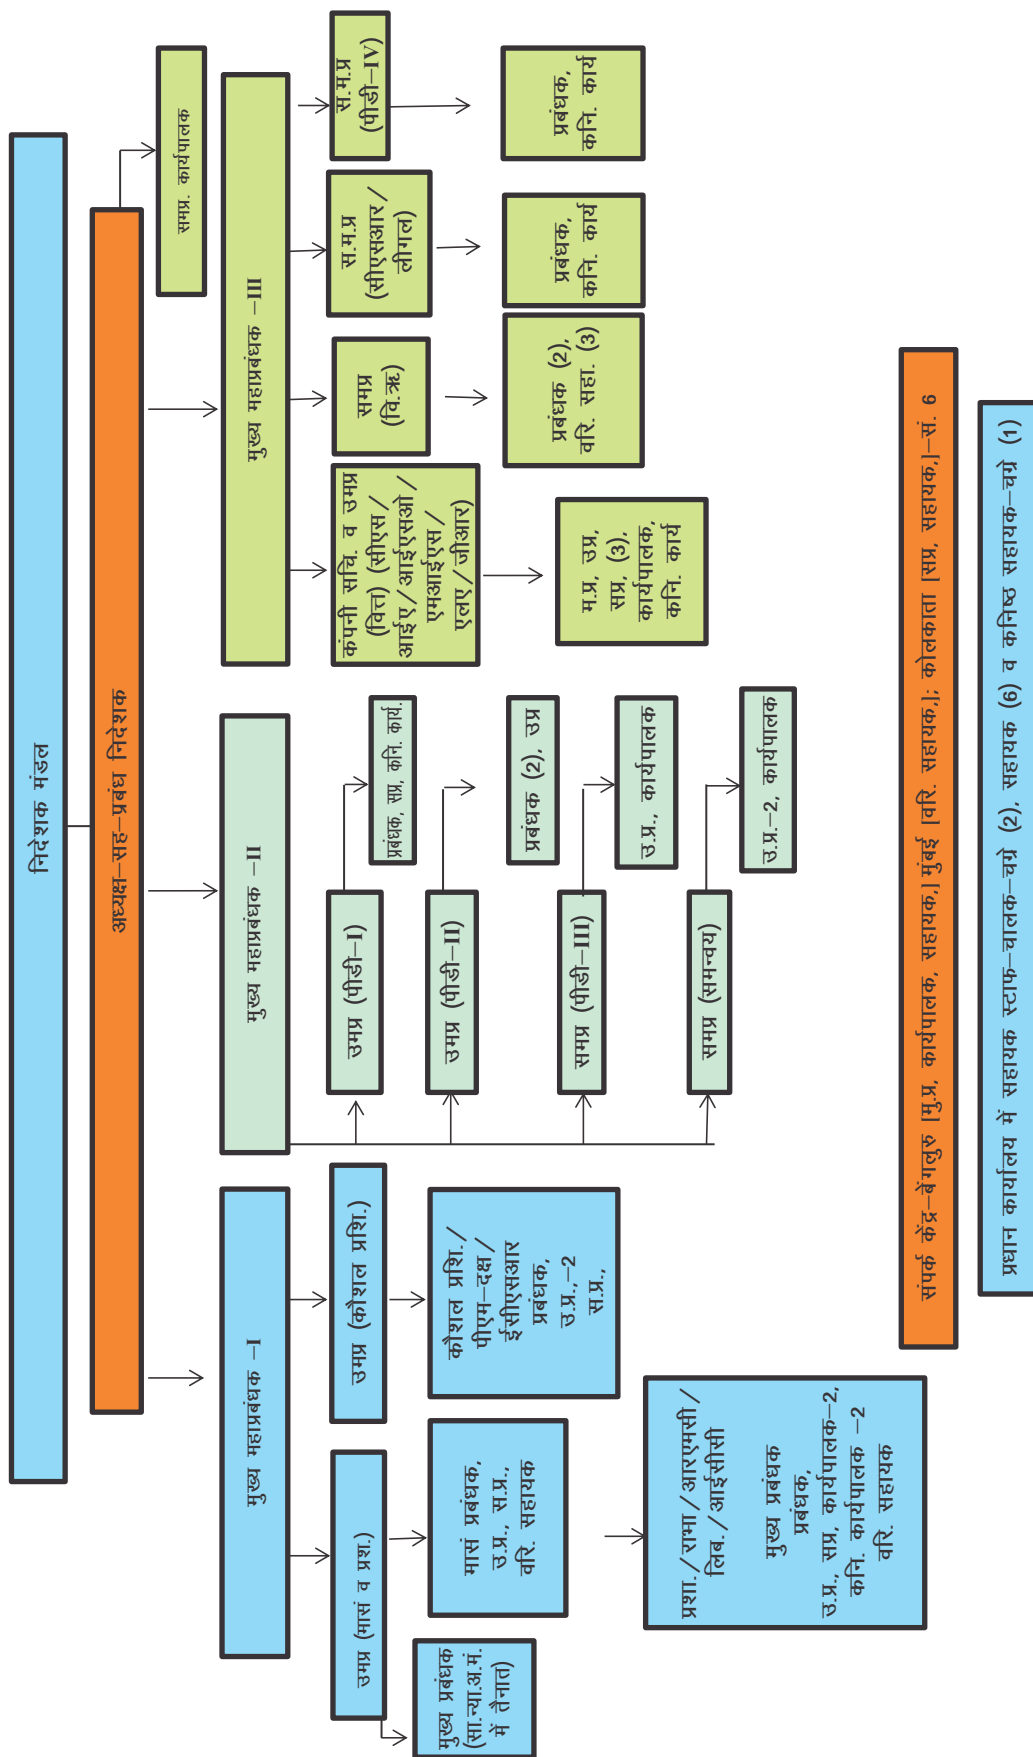 निदेशक मंडल
अध्यक्ष–सह–प्रबंध निदेशक
समप्र. कार्यपालक
मुख्य महाप्रबंधक –I
मुख्य महाप्रबंधक –II
मुख्य महाप्रबंधक –III
उमप्र (मासं व प्रशा.)
उमप्र (कौशल प्रशि.)
मुख्य प्रबंधक
(सा.न्या.अ.मं.
में तैनात)
मासं प्रबंधक,
उ.प्र., स.प्र.,
वरि. सहायक
कौशल प्रशि./
पीएम–दक्ष/
ईसीएसआर
प्रबंधक,
उ.प्र.,–2
स.प्र.,
प्रशा./राभा/आरएमसी/
लिब./आईसीसी
मुख्य प्रबंधक
प्रबंधक,
उ.प्र., सप्र, कार्यपालक–2,
कनि. कार्यपालक –2
वरि. सहायक
उमप्र (पीडी–I)
प्रबंधक, सप्र, कनि. कार्य.
उमप्र (पीडी–II)
प्रबंधक (2), उप्र
समप्र (पीडी–III)
उ.प्र., कार्यपालक
समप्र (समन्वय)
उ.प्र.–2, कार्यपालक
कंपनी सचि. व उमप्र
(वित्त) (सीएस/
आईए/आईएसओ/
एमआईएस/
एलए/जीआर)
समप्र
(वि.ऋ)
स.म.प्र
(सीएसआर/
लीगल)
स.म.प्र
(पीडी–IV)
म.प्र, उप्र,
सप्र, (3),
कार्यपालक,
कनि. कार्य
प्रबंधक (2),
वरि. सहा. (3)
प्रबंधक,
कनि. कार्य
प्रबंधक,
कनि. कार्य
संपर्क केंद्र–बेंगलुरु [मु.प्र, कार्यपालक, सहायक,] मुंबई [वरि. सहायक,]; कोलकाता [सप्र, सहायक,]–सं. 6
प्रधान कार्यालय में सहायक स्टाफ–चालक–चयो (2), सहायक (6) व कनिष्ठ सहायक–चयो (1)